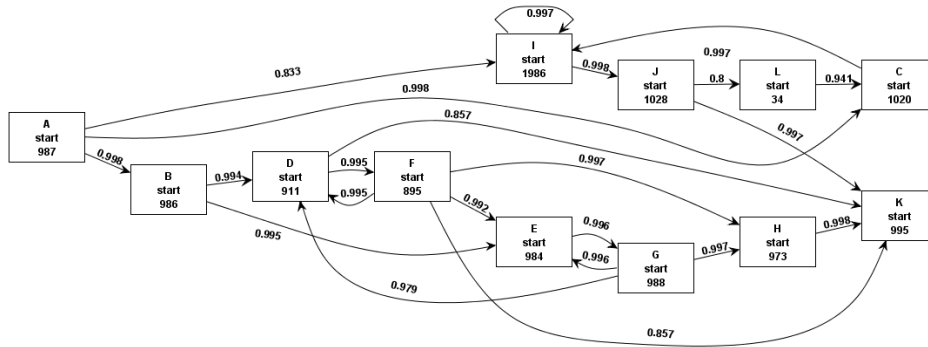 0.997
I
start
1986
0.998
J
start
1028
0.8
L
start
34
0.941
C
start
1020
0.997
0.833
0.998
A
start
987
0.998
B
start
986
0.994
D
start
911
0.995
0.995
F
start
895
0.857
0.997
0.997
K
start
995
0.992
0.995
E
start
984
0.996
0.996
G
start
988
0.997
H
start
973
0.998
0.979
0.857